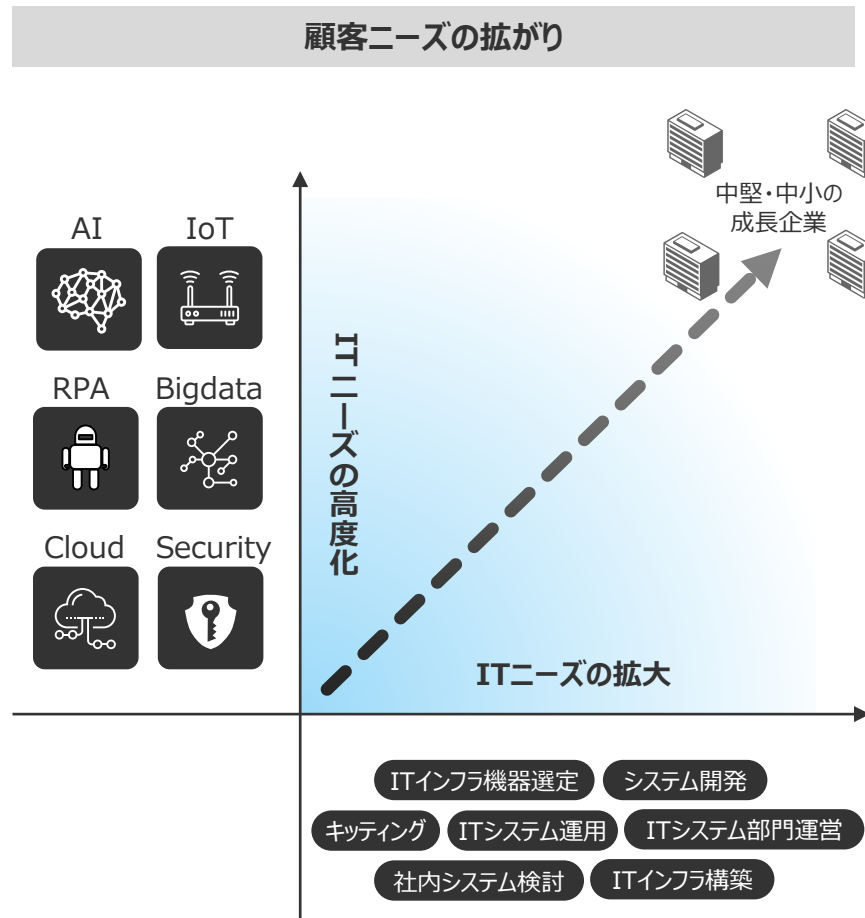 顧客ニーズの拡がり
中堅・中小の
成長企業
AI
IoT
RPA
Bigdata
Cloud
Security
ITニーズの高度化
ITニーズの拡大
ITインフラ機器選定
システム開発
キッティング
ITシステム運用
ITシステム部門運営
社内システム検討
ITインフラ構築